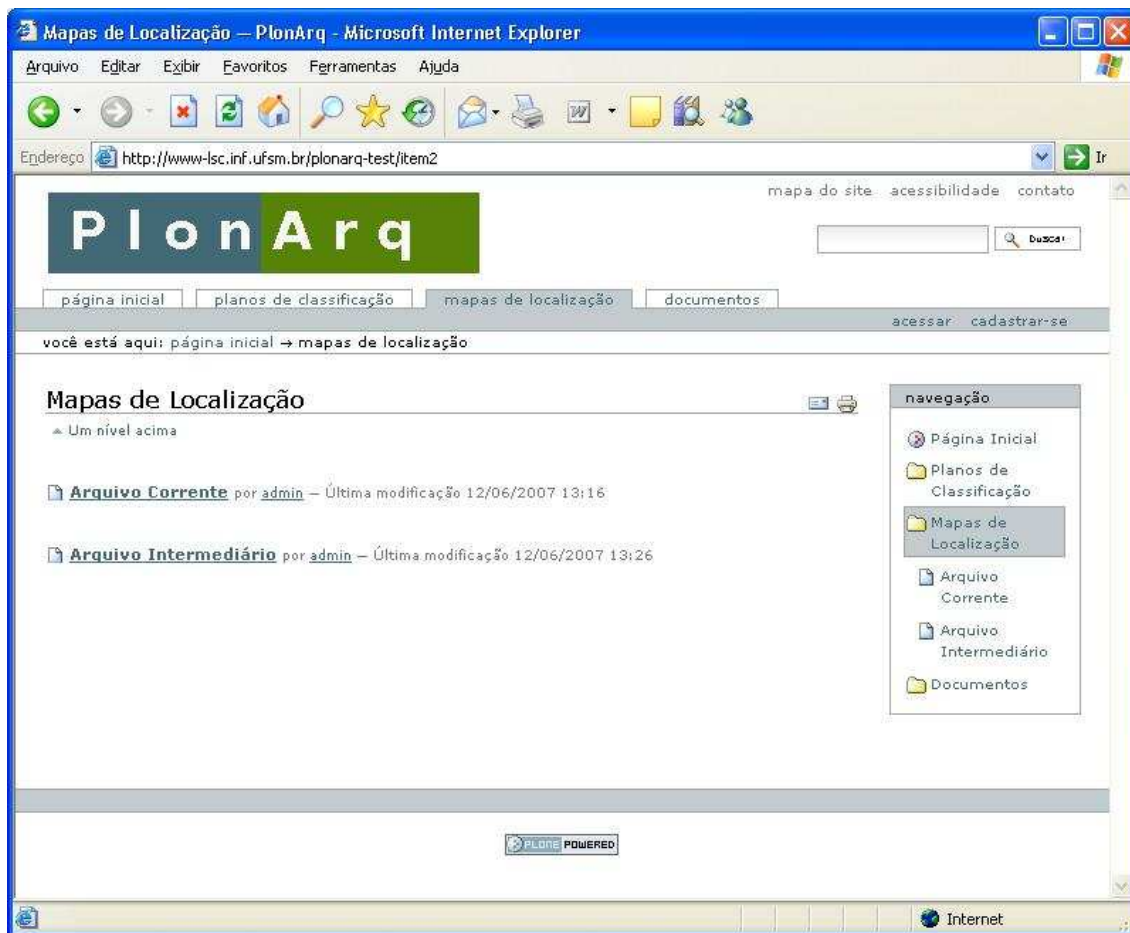 Mapas de Localização — PlonArq - Microsoft Internet Explorer
Arquivo Editar Exibir Favoritos Ferramentas Ajuda
Endereço http://www-lsc.inf.ufsm.br/plonarq-test/item2 Ir
mapa do site acessibilidade contato
PlonArq
buscar
página inicial planos de classificação mapas de localização documentos
acessar cadastrar-se
você está aqui: página inicial → mapas de localização
Mapas de Localização
Um nível acima
Arquivo Corrente por admin — Última modificação 12/06/2007 13:16
Arquivo Intermediário por admin — Última modificação 12/06/2007 13:26
navegação
Página Inicial
Planos de
Classificação
Mapas de
Localização
Arquivo
Corrente
Arquivo
Intermediário
Documentos
PLONE POWERED
Internet